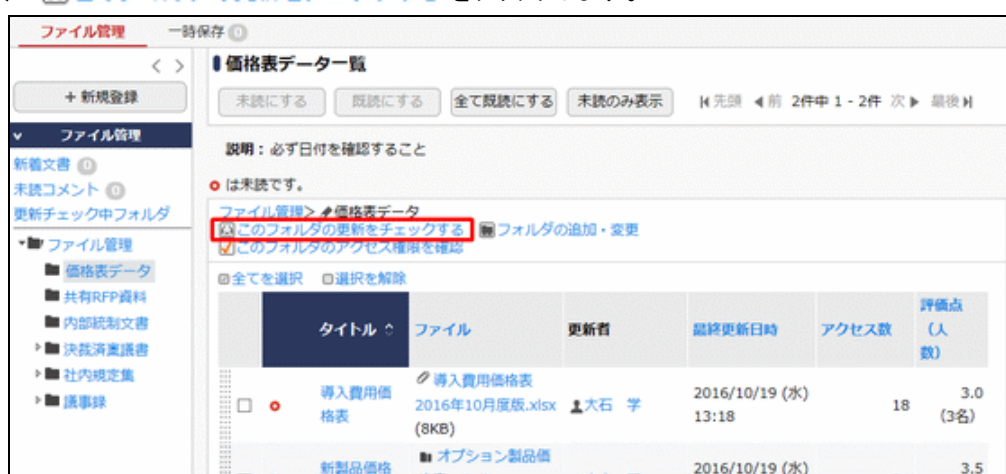 ファイル管理 一時保存 0
+ 新規登録
ファイル管理
新着文書 0
未読コメント 0
更新チェック中フォルダ
ファイル管理
価格表データ
共有RFP資料
内部統制文書
決裁済稟議書
社内規定集
議事録
価格表データ一覧
未読にする 既読にする 全て既読にする 未読のみ表示 先頭 前 2件中 1 - 2件 次 最後
説明：必ず日付を確認すること
は未読です。
ファイル管理> 価格表データ
このフォルダの更新をチェックする フォルダの追加・変更
このフォルダのアクセス権限を確認
全てを選択 選択を解除
タイトル ファイル 更新者 最終更新日時 アクセス数 評価点（人数）
導入費用価格表
導入費用価格表2016年10月度版.xlsx (8KB)
大石 学
2016/10/19 (水) 13:18
18
3.0 (3名)
新製品価格
オプション製品価
2016/10/19 (水)
3.5